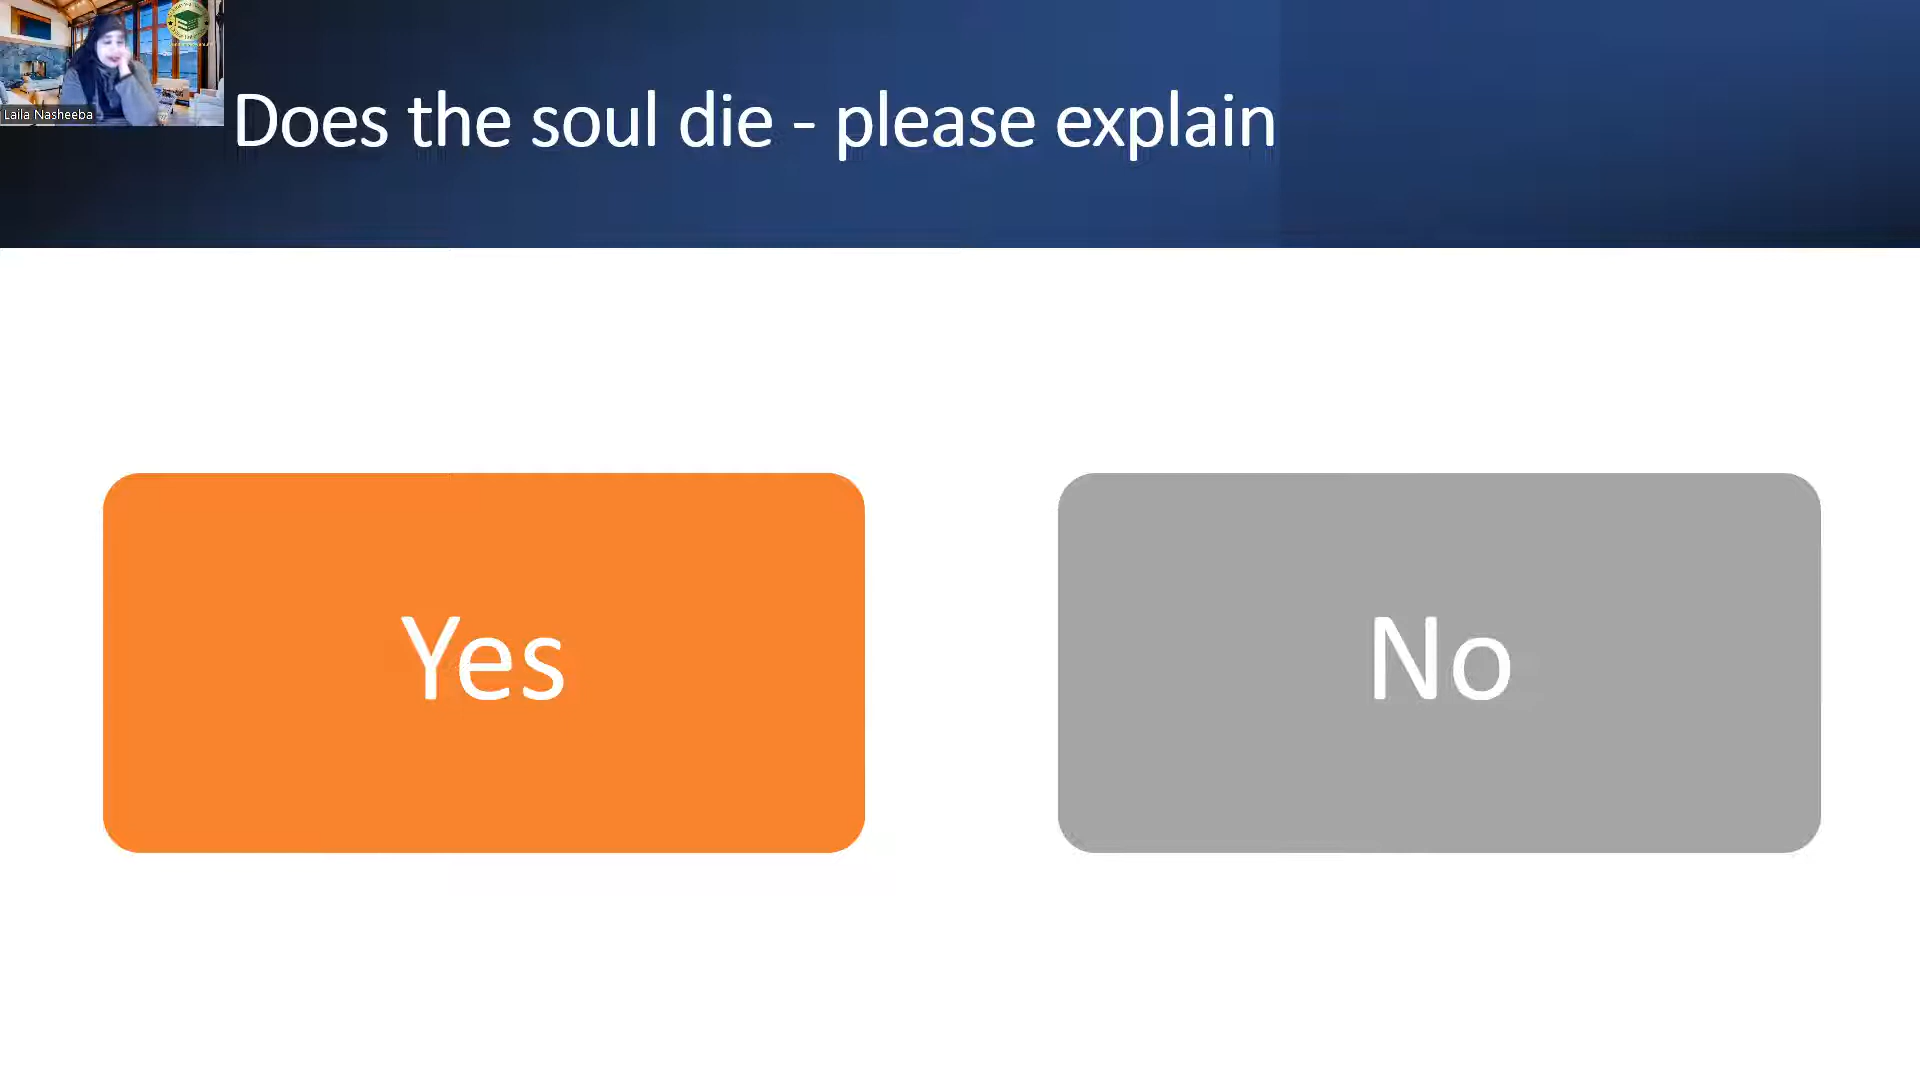 Laila Nasheeba
Does the soul die - please explain
Yes
No